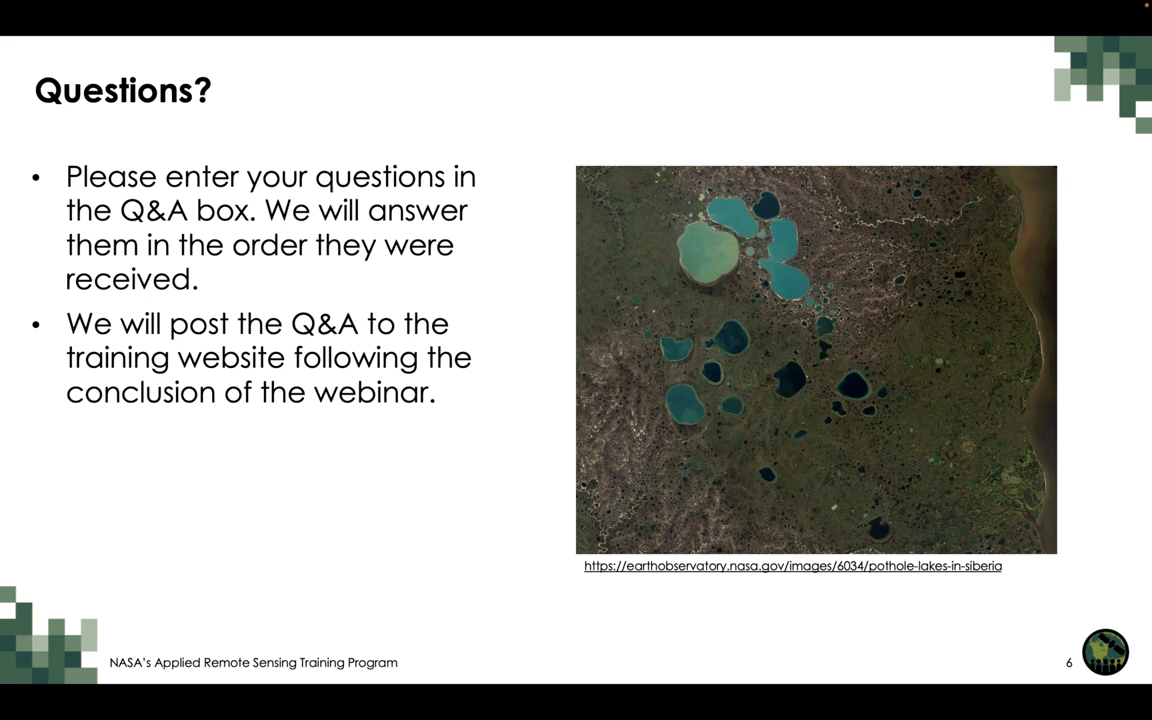 Questions?
• Please enter your questions in
the Q&A box. We will answer
them in the order they were
received.
• We will post the Q&A to the
training website following the
conclusion of the webinar.
https://earthobservatory.nasa.gov/images/6034/pothole-lakes-in-siberia
NASA's Applied Remote Sensing Training Program
6